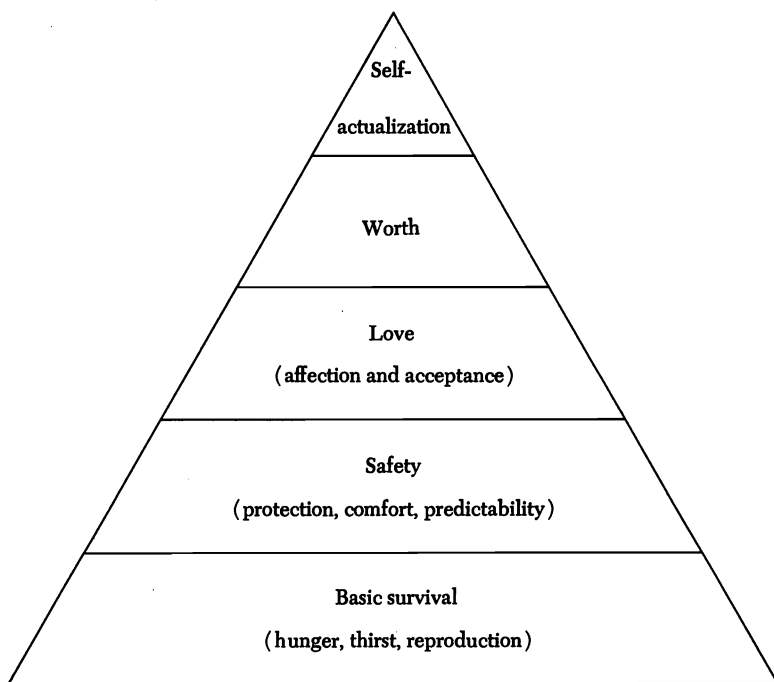 Self-
actualization
Worth
Love
(affection and acceptance)
Safety
(protection, comfort, predictability)
Basic survival
(hunger, thirst, reproduction)